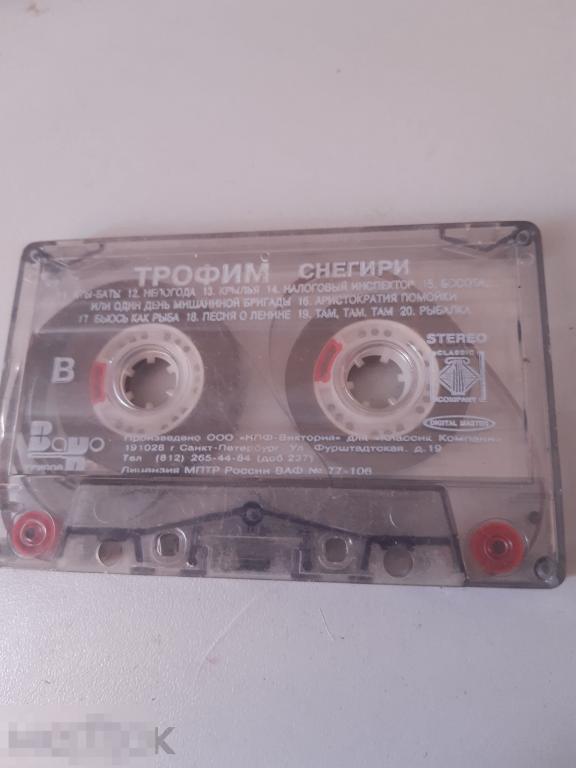 ТРОФИМ СНЕГИРИ
12. НЕПОГОДА 13. КРЫЛЬЯ 14. НАЛОГОВЫЙ ИНСПЕКТОР 15.
ИЛИ ОДИН ДЕНЬ МИШАНИНОЙ БРИГАДЫ 16. АРИСТОКРАТИЯ ПОМОЙКИ
17. БЬЮСЬ КАК РЫБА 18. ПЕСНЯ О ЛЕНИНЕ 19. ТАМ, ТАМ, ТАМ 20. РЫБАЛКА
STEREO
B
CLASSIC
COMPANY
DIGITAL MASTER
Произведено ООО «КПФ-Виктория» для «Классик Компани»
191028 г Санкт-Петербург Ул Фурштадтская, д. 19
Тел (812) 265-44-84 (доб 237)
Лицензия МПТР России ВАФ № 77-106